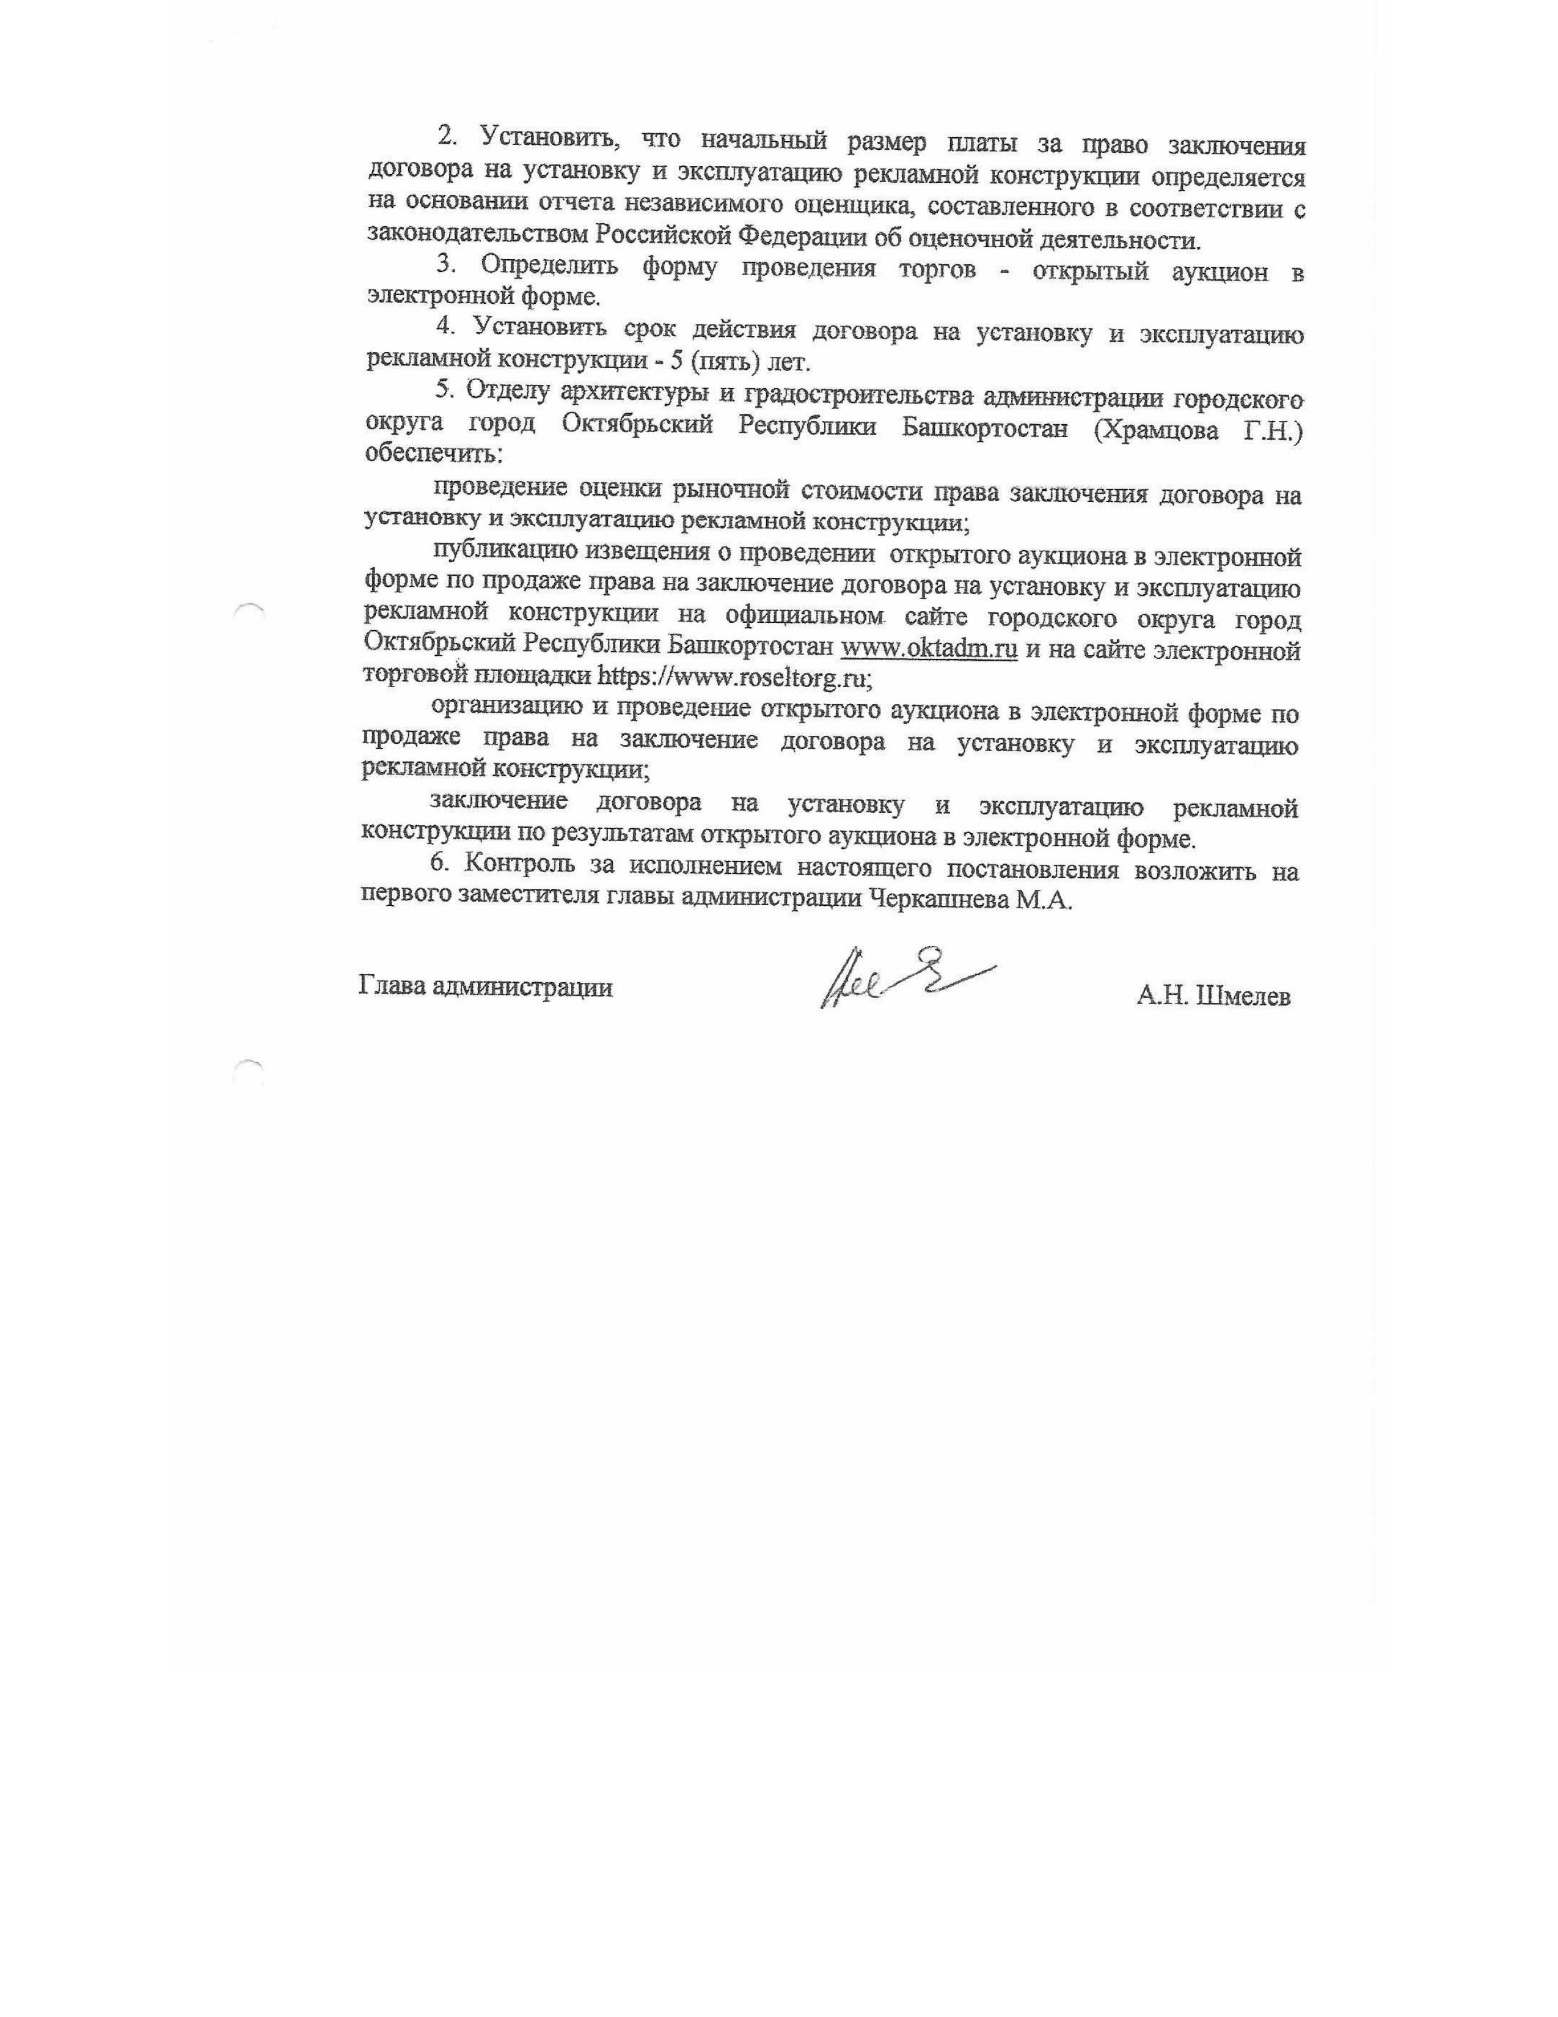 2. Установить, что начальный размер платы за право заключения
договора на установку и эксплуатацию рекламной конструкции определяется
на основании отчета независимого оценщика, составленного в соответствии с
законодательством Российской Федерации об оценочной деятельности.
3. Определить форму проведения торгов - открытый аукцион в
электронной форме.
4. Установить срок действия договора на установку и эксплуатацию
рекламной конструкции - 5 (пять) лет.
5. Отделу архитектуры и градостроительства администрации городского
округа город Октябрьский Республики Башкортостан (Храмцова Г.Н.)
обеспечить:
проведение оценки рыночной стоимости права заключения договора на
установку и эксплуатацию рекламной конструкции;
публикацию извещения о проведении открытого аукциона в электронной
форме по продаже права на заключение договора на установку и эксплуатацию
рекламной конструкции на официальном сайте городского округа город
Октябрьский Республики Башкортостан www.oktadm.ru и на сайте электронной
торговой площадки https://www.roseltorg.ru;
организацию и проведение открытого аукциона в электронной форме по
продаже права на заключение договора на установку и эксплуатацию
рекламной конструкции;
заключение договора на установку и эксплуатацию рекламной
конструкции по результатам открытого аукциона в электронной форме.
6. Контроль за исполнением настоящего постановления возложить на
первого заместителя главы администрации Черкашнева М.А.
Глава администрации А.Н. Шмелев